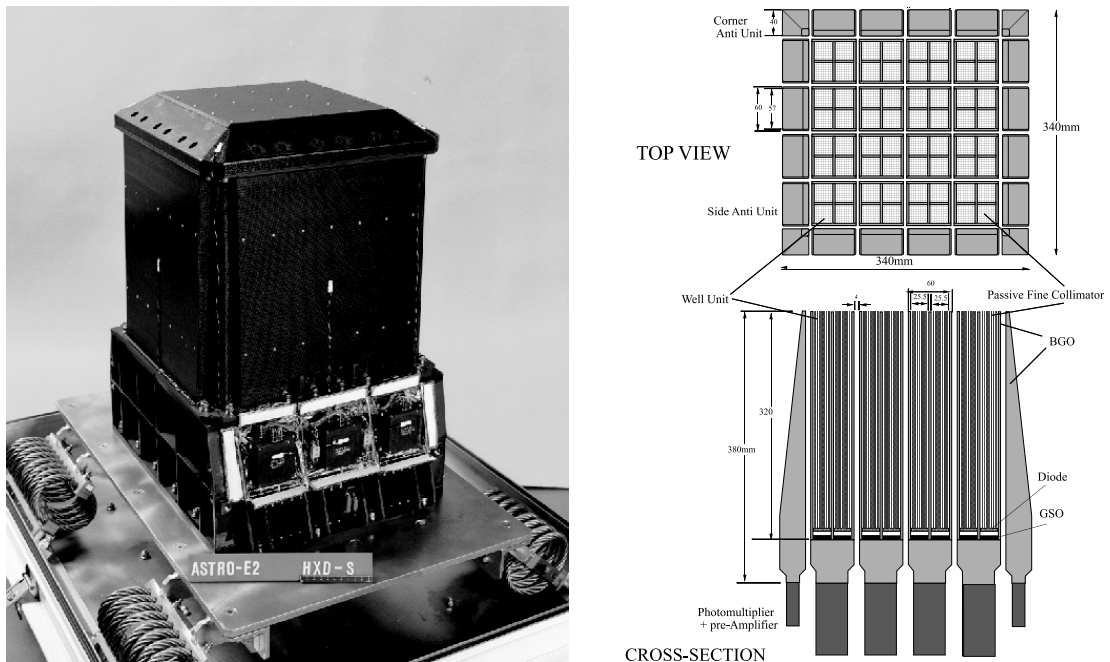 ASTRO-E2 HXD-S
Corner
Anti Unit
40
60
57
340mm
TOP VIEW
Side Anti Unit
340mm
60
Well Unit
4
25.5
25.5
Passive Fine Collimator
BGO
320
380mm
Diode
GSO
Photomultiplier
+ pre-Amplifier
CROSS-SECTION